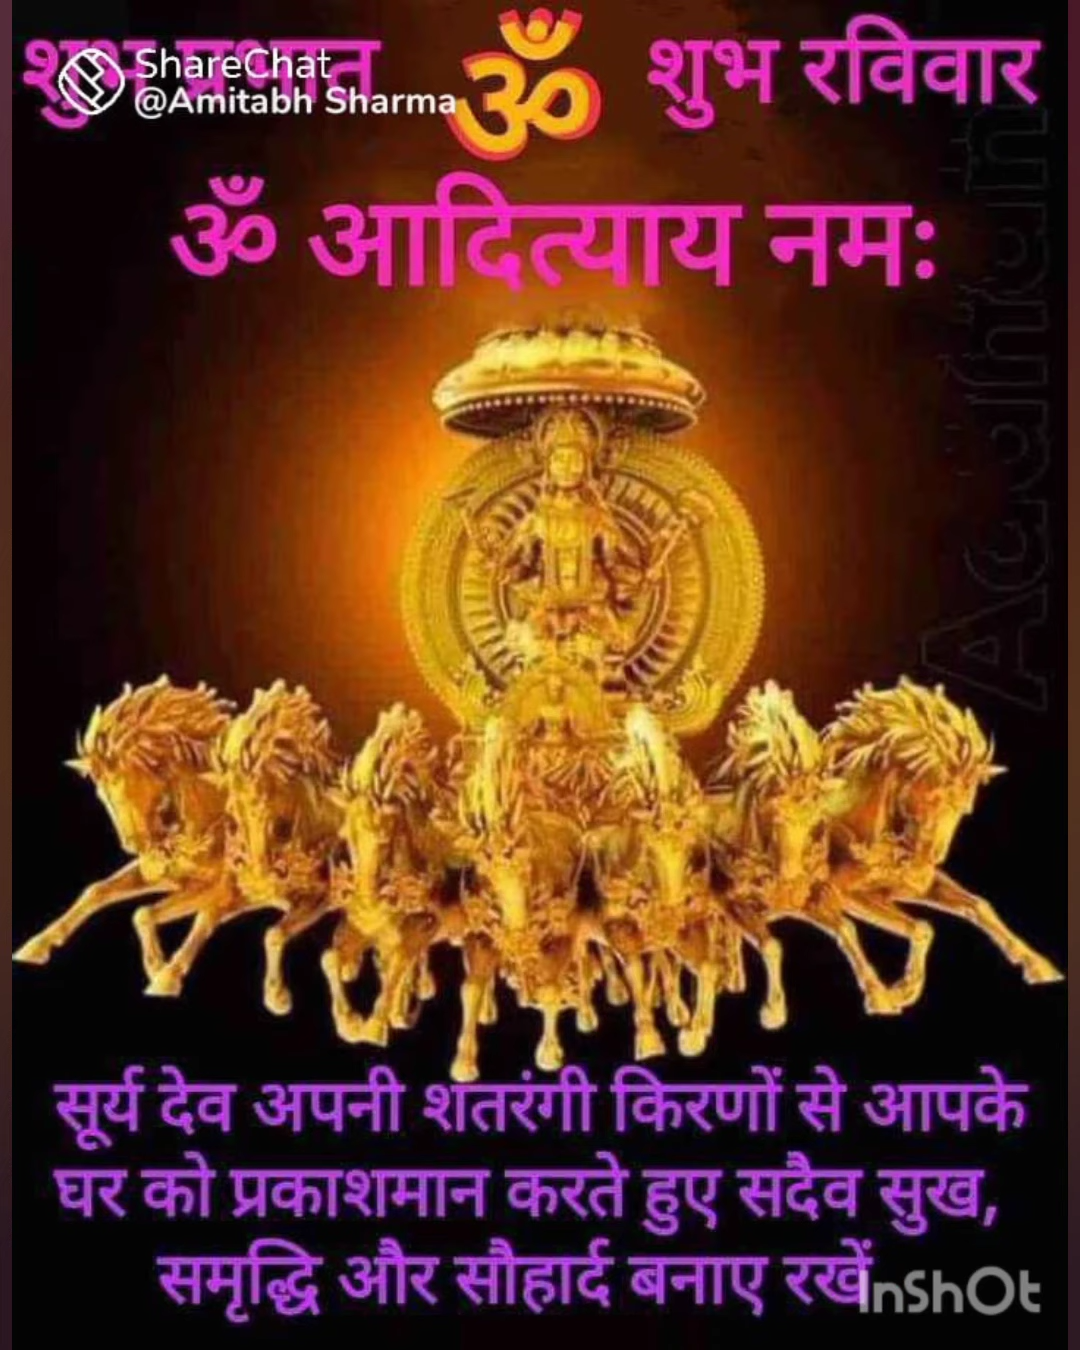 शुभ प्रभात ॐ शुभ रविवार
ShareChat
@Amitabh Sharma
ॐ आदित्याय नमः
सूर्य देव अपनी शतरंगी किरणों से आपके
घर को प्रकाशमान करते हुए सदैव सुख,
समृद्धि और सौहार्द बनाए रखें
InShOt